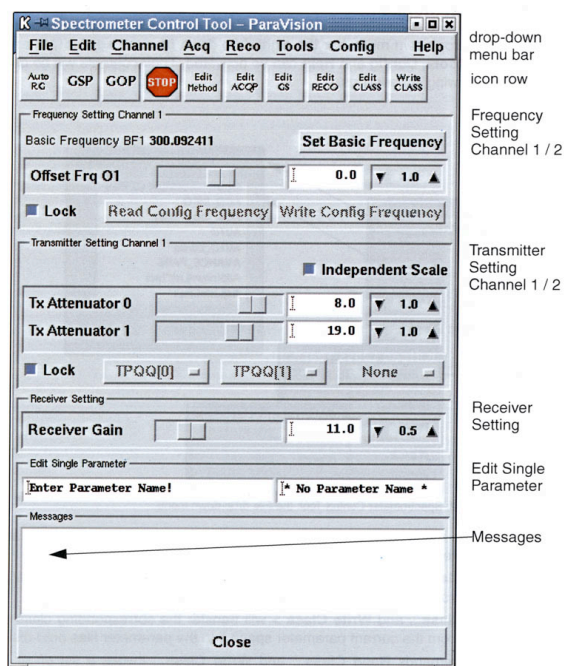 Spectrometer Control Tool – ParaVision
File Edit Channel Acq Reco Tools Config Help
drop-down
menu bar
Auto RG GSP GOP STOP Edit Method Edit ACQP Edit GS Edit RECO Edit CLASS Write CLASS
icon row
Frequency Setting Channel 1
Frequency
Setting
Channel 1 / 2
Basic Frequency BF1 300.092411 Set Basic Frequency
Offset Frq O1 0.0 1.0
Lock Read Config Frequency Write Config Frequency
Transmitter Setting Channel 1
Transmitter
Setting
Channel 1 / 2
Independent Scale
Tx Attenuator 0 8.0 1.0
Tx Attenuator 1 19.0 1.0
Lock TPQQ[0] TPQQ[1] None
Receiver Setting
Receiver
Setting
Receiver Gain 11.0 0.5
Edit Single Parameter
Edit Single
Parameter
Enter Parameter Name! * No Parameter Name *
Messages
Messages
Close